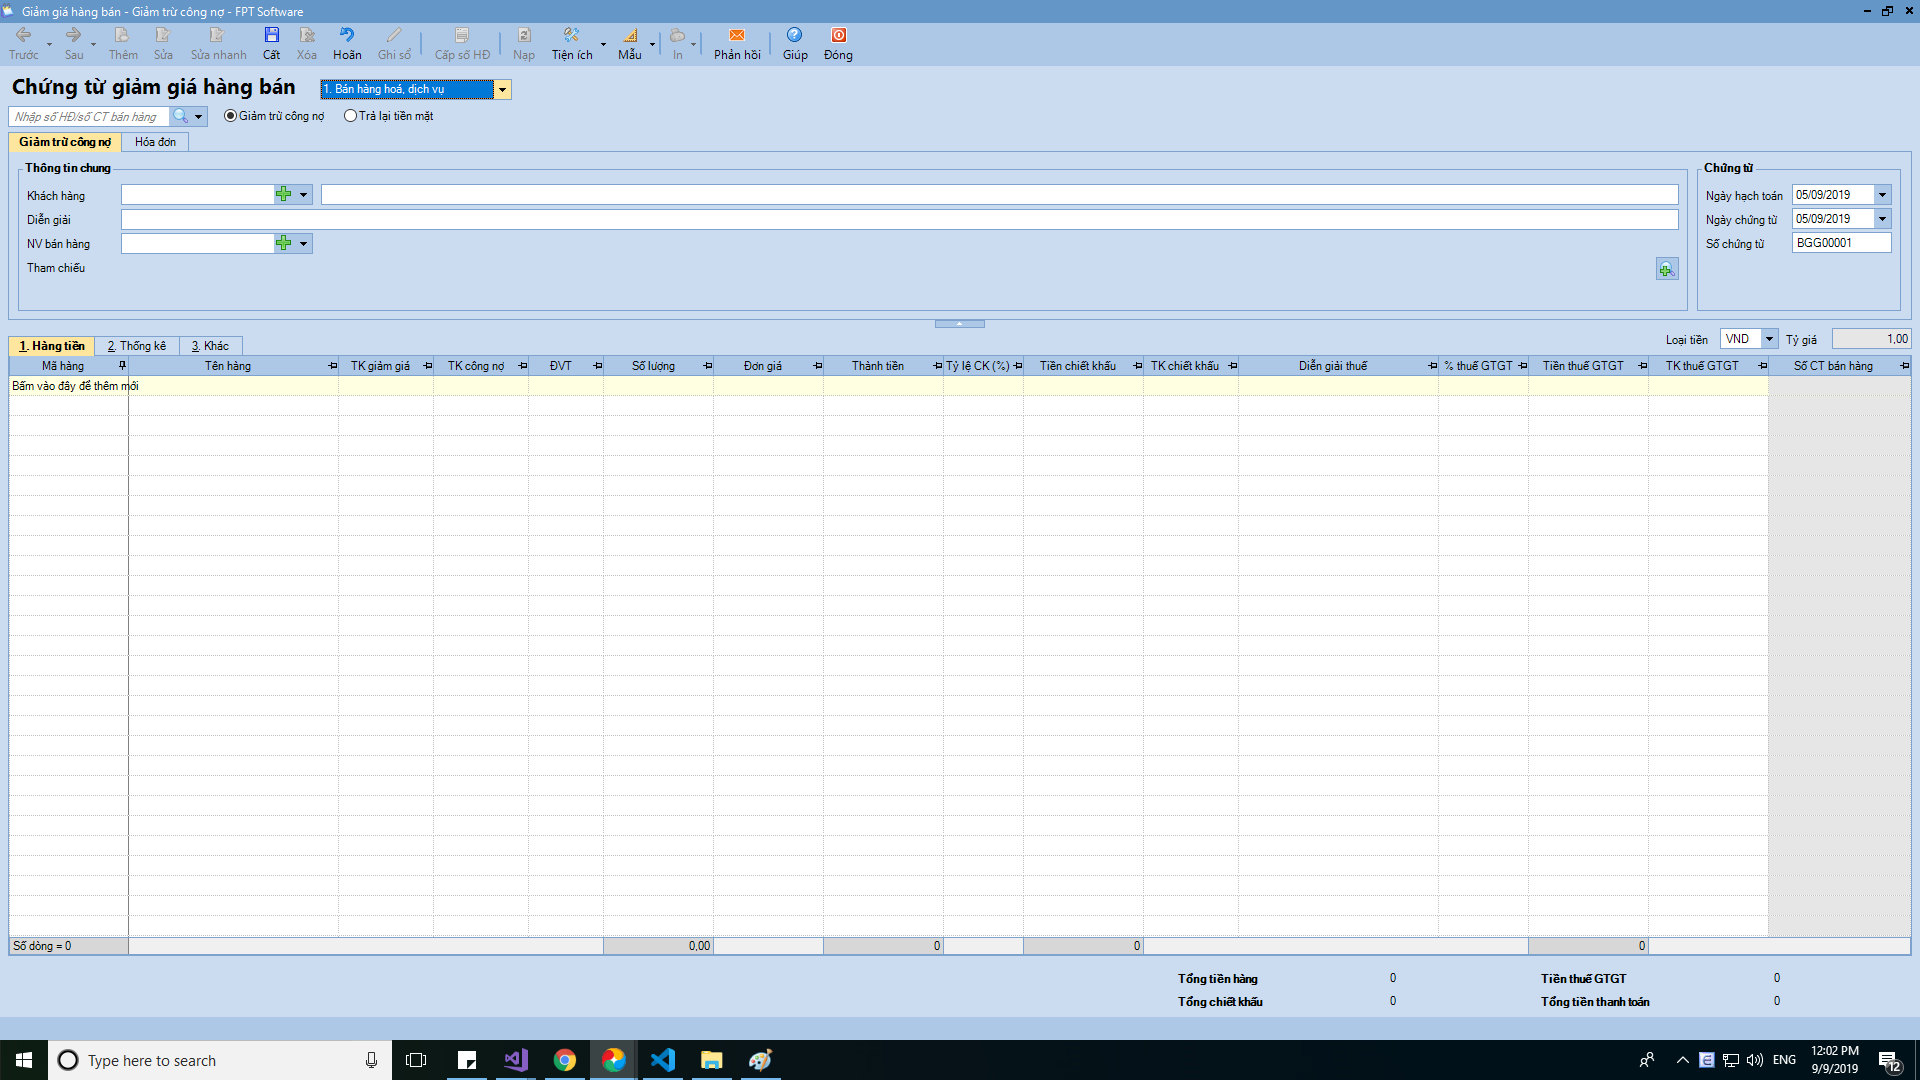 Giảm giá hàng bán - Giảm trừ công nợ - FPT Software
Trước Sau Thêm Sửa Sửa nhanh Cất Xóa Hoãn Ghi sổ Cấp số HĐ Nạp Tiện ích Mẫu In Phản hồi Giúp Đóng
Chứng từ giảm giá hàng bán 1. Bán hàng hoá, dịch vụ
Nhập số HĐ/số CT bán hàng Giảm trừ công nợ Trả lại tiền mặt
Giảm trừ công nợ Hóa đơn
Thông tin chung Chứng từ
Khách hàng Ngày hạch toán 05/09/2019
Diễn giải Ngày chứng từ 05/09/2019
NV bán hàng Số chứng từ BGG00001
Tham chiếu
1. Hàng tiền 2. Thống kê 3. Khác Loại tiền VND Tỷ giá 1,00
Mã hàng Tên hàng TK giảm giá TK công nợ ĐVT Số lượng Đơn giá Thành tiền Tỷ lệ CK (%) Tiền chiết khấu TK chiết khấu Diễn giải thuế % thuế GTGT Tiền thuế GTGT TK thuế GTGT Số CT bán hàng
Bấm vào đây để thêm mới
Số dòng = 0 0,00 0 0 0
Tổng tiền hàng 0 Tiền thuế GTGT 0
Tổng chiết khấu 0 Tổng tiền thanh toán 0
Type here to search ENG 12:02 PM
9/9/2019 12